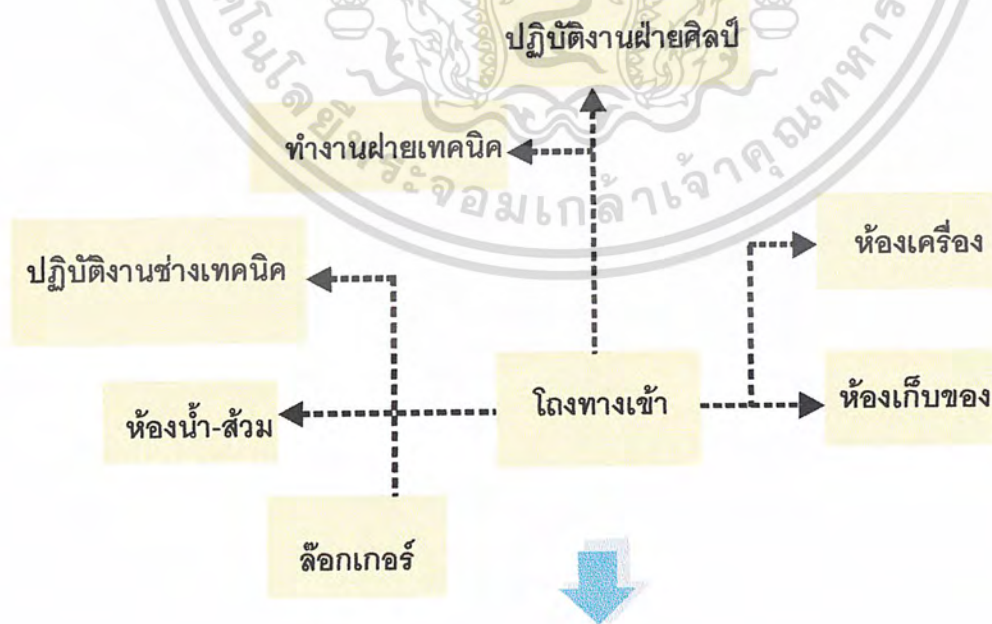 ปฏิบัติงานฝ่ายศิลป์
ทำงานฝ่ายเทคนิค
ห้องเครื่อง
ปฏิบัติงานช่างเทคนิค
โถงทางเข้า
ห้องเก็บของ
ห้องน้ำ-ส้วม
ล๊อกเกอร์